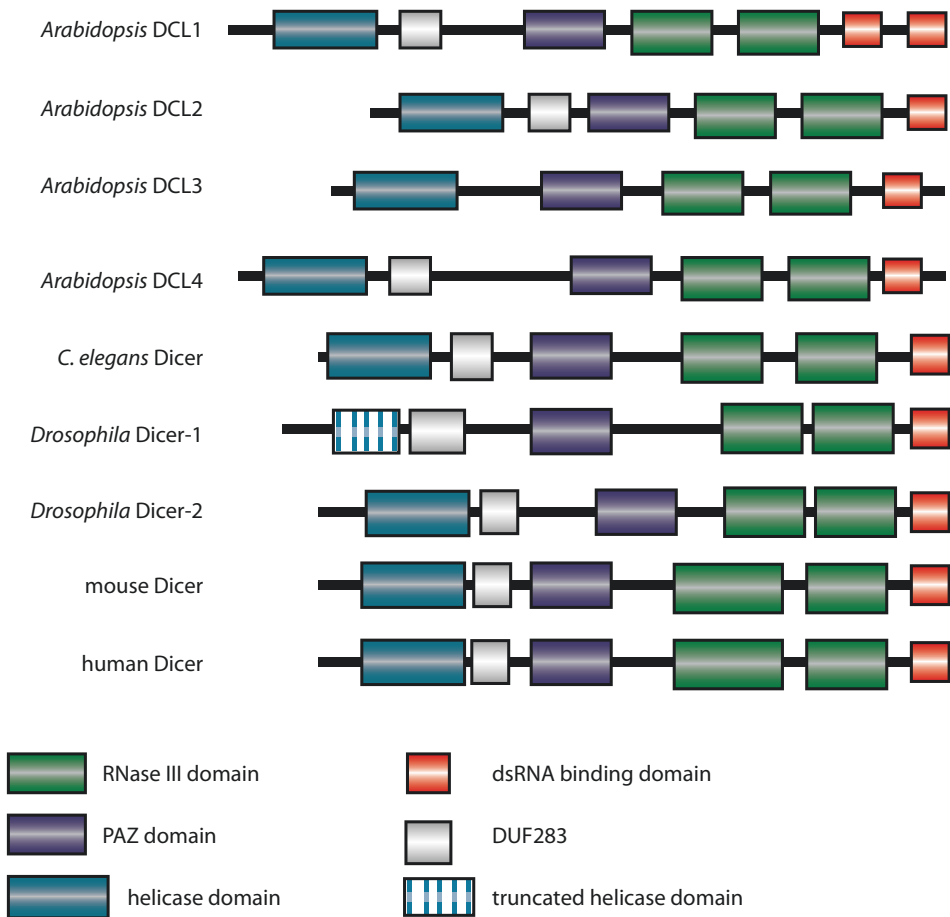 Arabidopsis DCL1
Arabidopsis DCL2
Arabidopsis DCL3
Arabidopsis DCL4
C. elegans Dicer
Drosophila Dicer-1
Drosophila Dicer-2
mouse Dicer
human Dicer
RNase III domain
dsRNA binding domain
PAZ domain
DUF283
helicase domain
truncated helicase domain